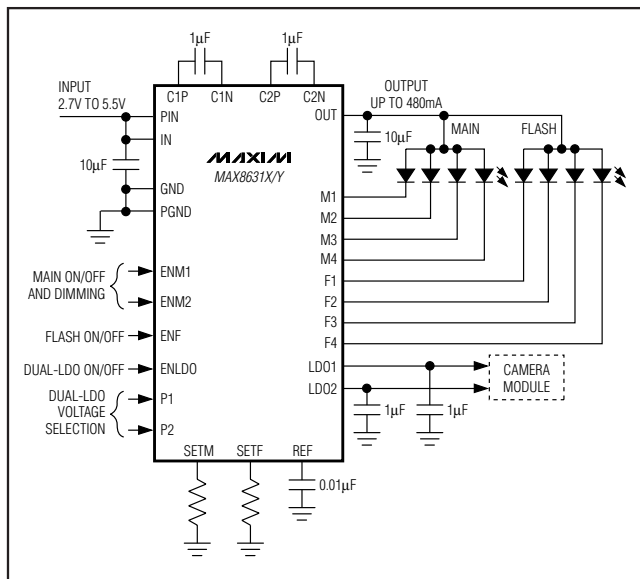 1µF
1µF
INPUT
2.7V TO 5.5V
C1P
C1N
C2P
C2N
OUTPUT
UP TO 480mA
PIN
OUT
IN
10µF
MAIN
FLASH
MAXIM
MAX8631X/Y
10µF
GND
PGND
M1
M2
M3
M4
MAIN ON/OFF
AND DIMMING
ENM1
ENM2
F1
F2
FLASH ON/OFF
ENF
F3
F4
DUAL-LDO ON/OFF
ENLDO
LDO1
LDO2
CAMERA
MODULE
DUAL-LDO
VOLTAGE
SELECTION
P1
P2
1µF
1µF
SETM
SETF
REF
0.01µF